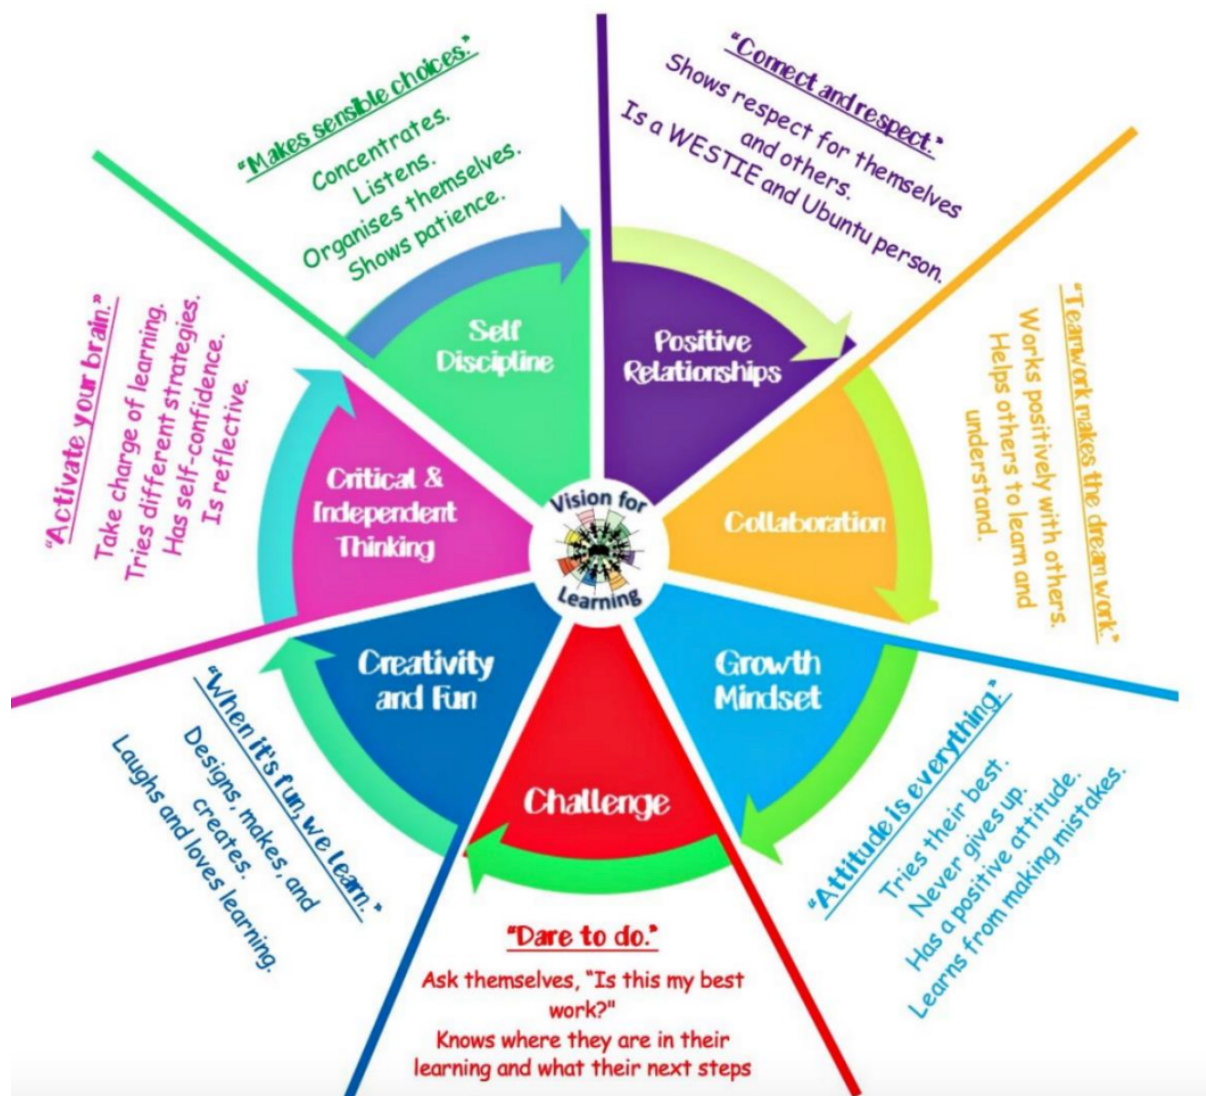 "Makes sensible choices."
Concentrates.
Listens.
Organises themselves.
Shows patience.
"Connect and respect."
Shows respect for themselves
and others.
Is a WESTIE and Ubuntu person.
"Teamwork makes the dream work."
Works positively with others.
Helps others to learn and
understand.
"Attitude is everything."
Tries their best.
Never gives up.
Has a positive attitude.
Learns from making mistakes.
"Dare to do."
Ask themselves, "Is this my best
work?"
Knows where they are in their
learning and what their next steps
"When it's fun, we learn."
Designs, makes, and
creates.
Laughs and loves learning.
"Activate your brain."
Take charge of learning.
Tries different strategies.
Has self-confidence.
Is reflective.
Self
Discipline
Positive
Relationships
Collaboration
Growth
Mindset
Challenge
Creativity
and Fun
Critical &
Independent
Thinking
Vision for
Learning